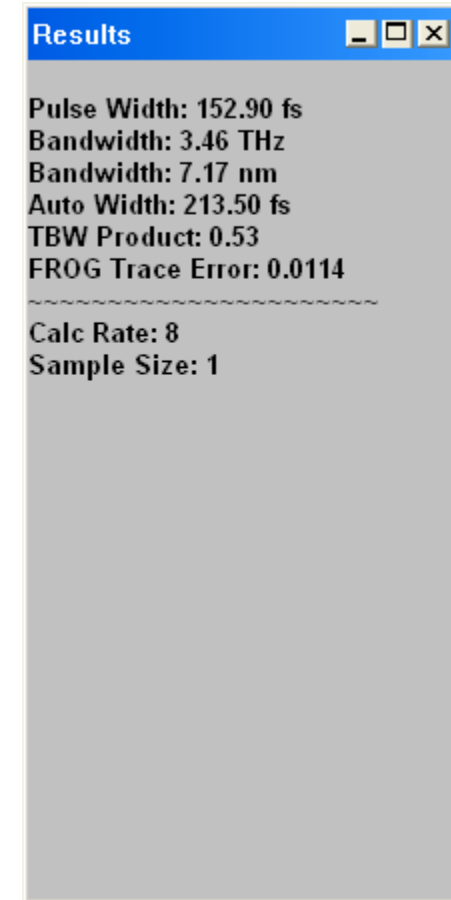 Results
Pulse Width: 152.90 fs
Bandwidth: 3.46 THz
Bandwidth: 7.17 nm
Auto Width: 213.50 fs
TBW Product: 0.53
FROG Trace Error: 0.0114
~~~~~~~~~~~~~~~~~~~~~~
Calc Rate: 8
Sample Size: 1